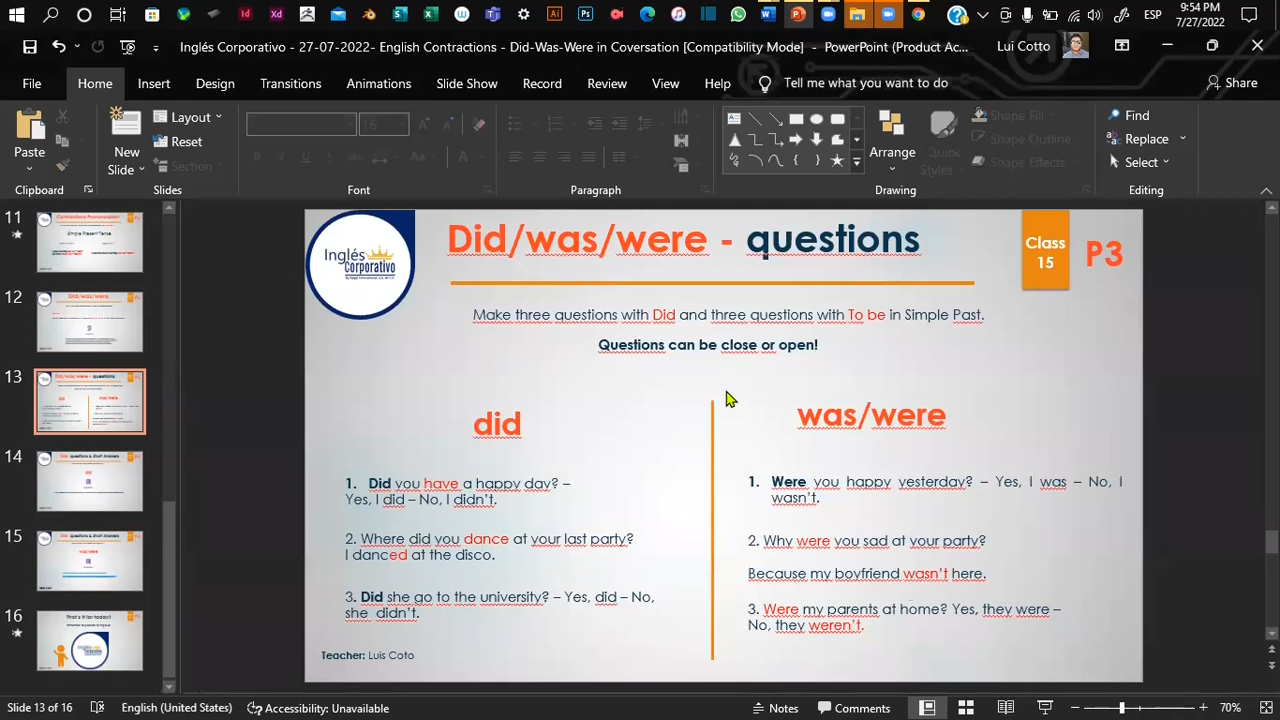 9:54 PM
ESP
7/27/2022
Inglés Corporativo - 27-07-2022- English Contractions - Did-Was-Were in Coversation [Compatibility Mode] - PowerPoint (Product Ac...
Lui Cotto
File Home Insert Design Transitions Animations Slide Show Record Review View Help Tell me what you want to do Share
Paste
New Slide
Layout
Reset
Section
16
Arrange
Quick Styles
Shape Fill
Shape Outline
Shape Effects
Find
Replace
Select
Clipboard Slides Font Paragraph Drawing Editing
11
12
13
14
15
16
Inglés
Corporativo
Did/was/were - questions
Class
15
P3
Make three questions with Did and three questions with To be in Simple Past.
Questions can be close or open!
did
1. Did you have a happy day? –
Yes, I did – No, I didn't.
2. Where did you dance at your last party?
I danced at the disco.
3. Did she go to the university? – Yes, did – No,
she didn't.
was/were
1. Were you happy yesterday? – Yes, I was – No, I
wasn't.
2. Why were you sad at your party?
Because my boyfriend wasn't here.
3. Were my parents at home? Yes, they were –
No, they weren't.
Teacher: Luis Coto
Slide 13 of 16 English (United States) Accessibility: Unavailable Notes Comments 70%